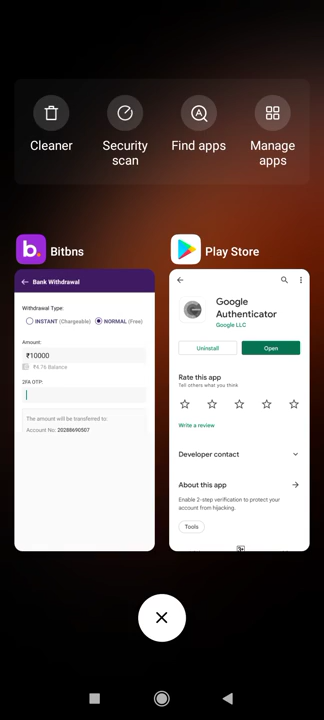 Cleaner
Security scan
Find apps
Manage apps
b. Bitbns
Play Store
Bank Withdrawal
Withdrawal Type:
INSTANT (Chargeable) NORMAL (Free)
Amount:
₹10000
₹4.76 Balance
2FA OTP:
The amount will be transferred to:
Account No: 20288690507
Google Authenticator
Google LLC
Uninstall Open
Rate this app
Tell others what you think
Write a review
Developer contact
About this app
Enable 2-step verification to protect your
account from hijacking.
Tools